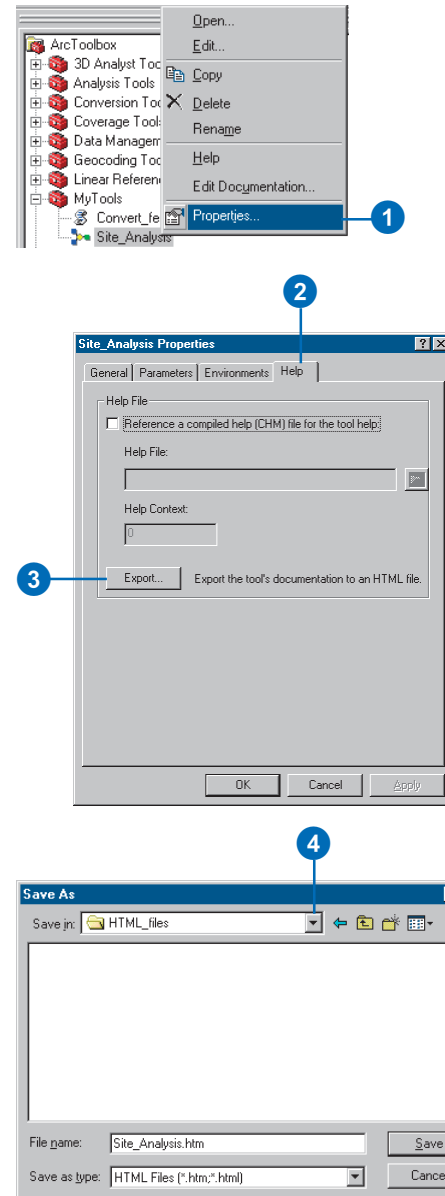 Open...
Edit...
Copy
Delete
Rename
Help
Edit Documentation...
Properties...
1
ArcToolbox
3D Analyst Too
Analysis Tools
Conversion Too
Coverage Tool
Data Managem
Geocoding Too
Linear Referen
MyTools
Convert_fe
Site_Analysis
2
Site_Analysis Properties
General Parameters Environments Help
Help File
Reference a compiled help (CHM) file for the tool help:
Help File:
Help Context:
0
3
Export... Export the tool's documentation to an HTML file.
OK Cancel Apply
4
Save As
Save in: HTML_files
File name: Site_Analysis.htm Save
Save as type: HTML Files (*.htm;*.html) Cance